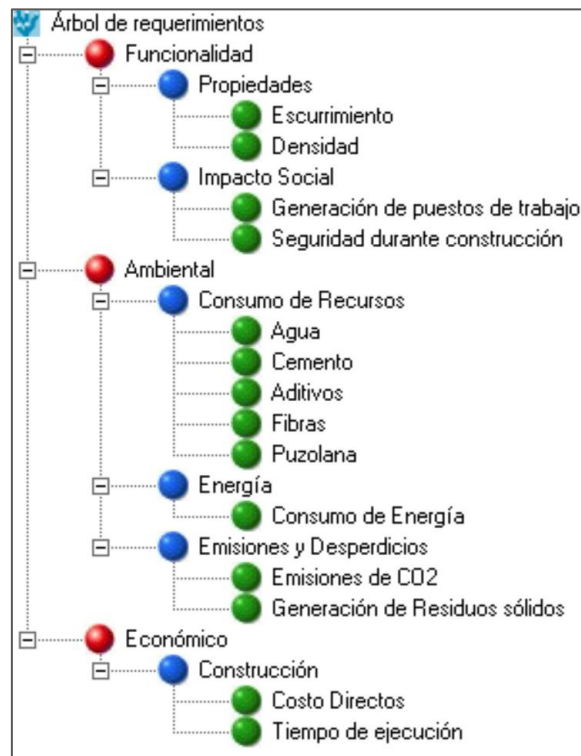 Árbol de requerimientos
Funcionalidad
Propiedades
Escurrimiento
Densidad
Impacto Social
Generación de puestos de trabajo
Seguridad durante construcción
Ambiental
Consumo de Recursos
Agua
Cemento
Aditivos
Fibras
Puzolana
Energía
Consumo de Energía
Emisiones y Desperdicios
Emisiones de CO2
Generación de Residuos sólidos
Económico
Construcción
Costo Directos
Tiempo de ejecución